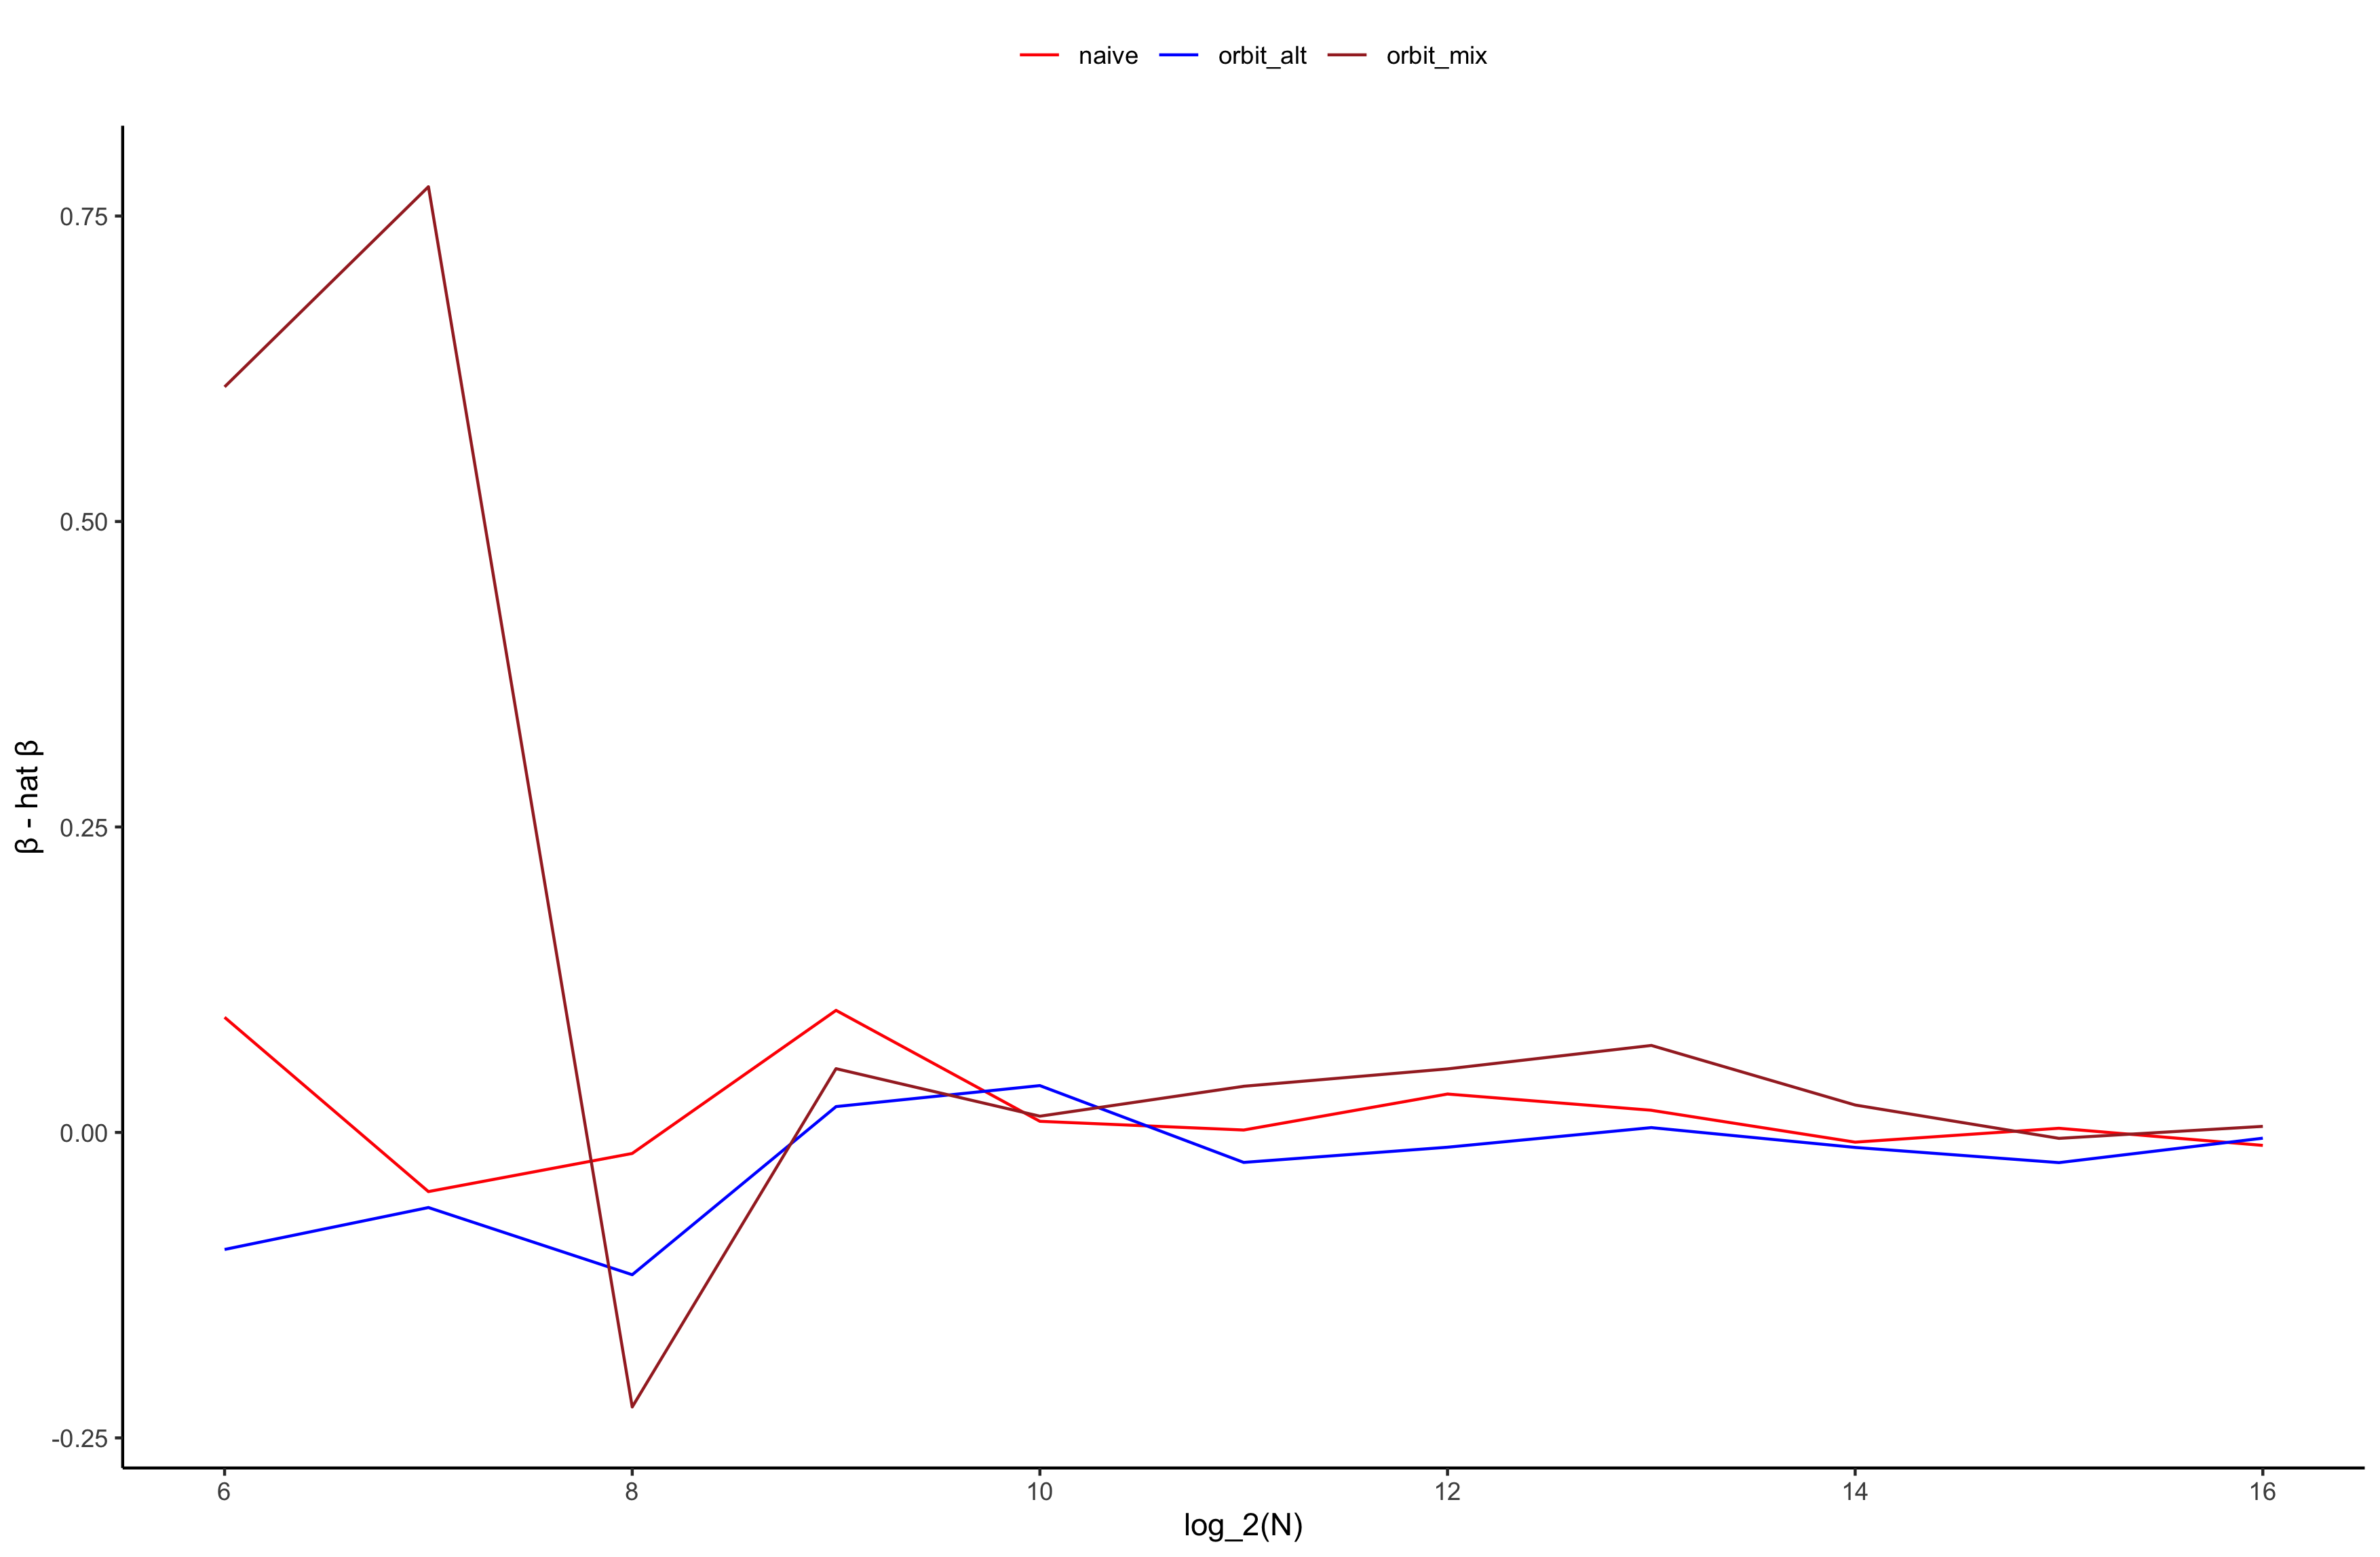 naive orbit_alt orbit_mix
0.75
0.50
0.25
0.00
-0.25
β - hat β
6 8 10 12 14 16
log_2(N)